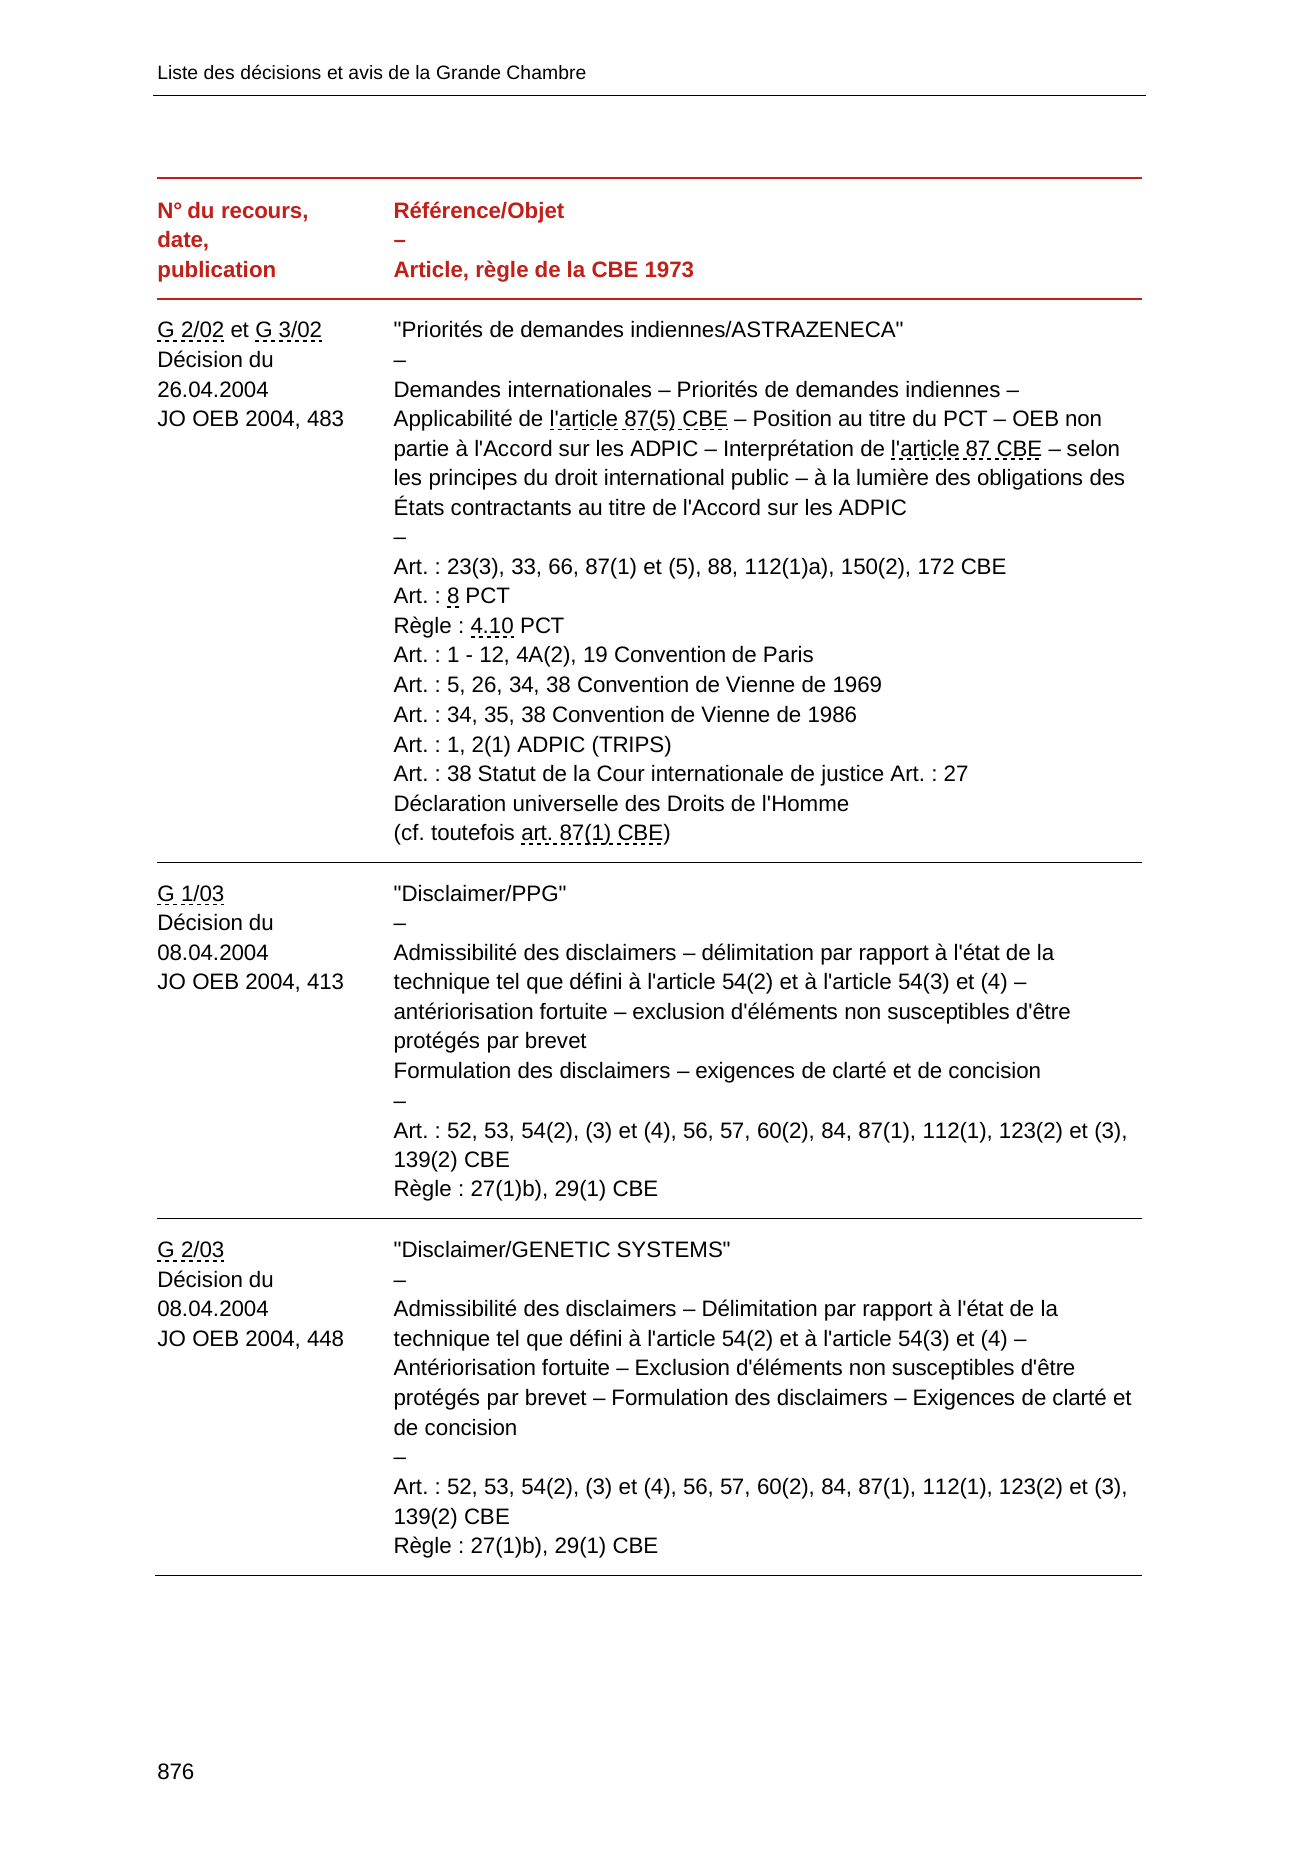 Liste des décisions et avis de la Grande Chambre
N° du recours,
date,
publication
Référence/Objet
–
Article, règle de la CBE 1973
G 2/02 et G 3/02
Décision du
26.04.2004
JO OEB 2004, 483
"Priorités de demandes indiennes/ASTRAZENECA"
–
Demandes internationales – Priorités de demandes indiennes –
Applicabilité de l'article 87(5) CBE – Position au titre du PCT – OEB non
partie à l'Accord sur les ADPIC – Interprétation de l'article 87 CBE – selon
les principes du droit international public – à la lumière des obligations des
États contractants au titre de l'Accord sur les ADPIC
–
Art. : 23(3), 33, 66, 87(1) et (5), 88, 112(1)a), 150(2), 172 CBE
Art. : 8 PCT
Règle : 4.10 PCT
Art. : 1 - 12, 4A(2), 19 Convention de Paris
Art. : 5, 26, 34, 38 Convention de Vienne de 1969
Art. : 34, 35, 38 Convention de Vienne de 1986
Art. : 1, 2(1) ADPIC (TRIPS)
Art. : 38 Statut de la Cour internationale de justice Art. : 27
Déclaration universelle des Droits de l'Homme
(cf. toutefois art. 87(1) CBE)
G 1/03
Décision du
08.04.2004
JO OEB 2004, 413
"Disclaimer/PPG"
–
Admissibilité des disclaimers – délimitation par rapport à l'état de la
technique tel que défini à l'article 54(2) et à l'article 54(3) et (4) –
antériorisation fortuite – exclusion d'éléments non susceptibles d'être
protégés par brevet
Formulation des disclaimers – exigences de clarté et de concision
–
Art. : 52, 53, 54(2), (3) et (4), 56, 57, 60(2), 84, 87(1), 112(1), 123(2) et (3),
139(2) CBE
Règle : 27(1)b), 29(1) CBE
G 2/03
Décision du
08.04.2004
JO OEB 2004, 448
"Disclaimer/GENETIC SYSTEMS"
–
Admissibilité des disclaimers – Délimitation par rapport à l'état de la
technique tel que défini à l'article 54(2) et à l'article 54(3) et (4) –
Antériorisation fortuite – Exclusion d'éléments non susceptibles d'être
protégés par brevet – Formulation des disclaimers – Exigences de clarté et
de concision
–
Art. : 52, 53, 54(2), (3) et (4), 56, 57, 60(2), 84, 87(1), 112(1), 123(2) et (3),
139(2) CBE
Règle : 27(1)b), 29(1) CBE
876